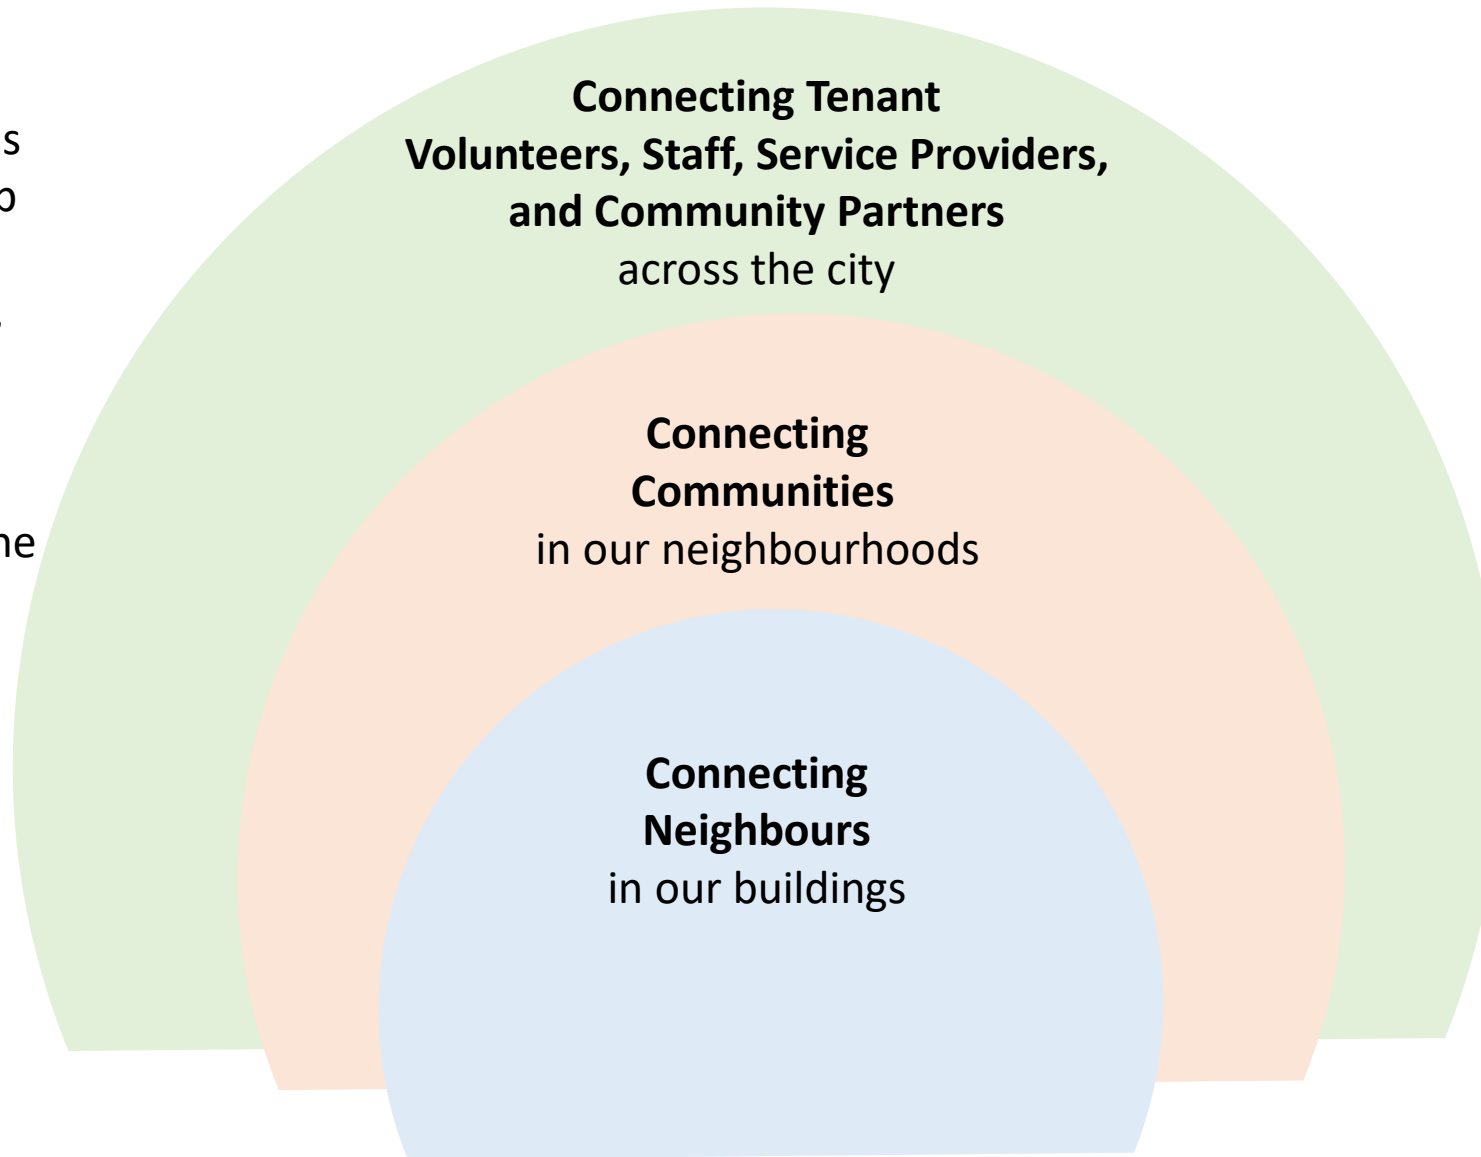 Connecting Tenant
Volunteers, Staff, Service Providers,
and Community Partners
across the city
Connecting
Communities
in our neighbourhoods
Connecting
Neighbours
in our buildings